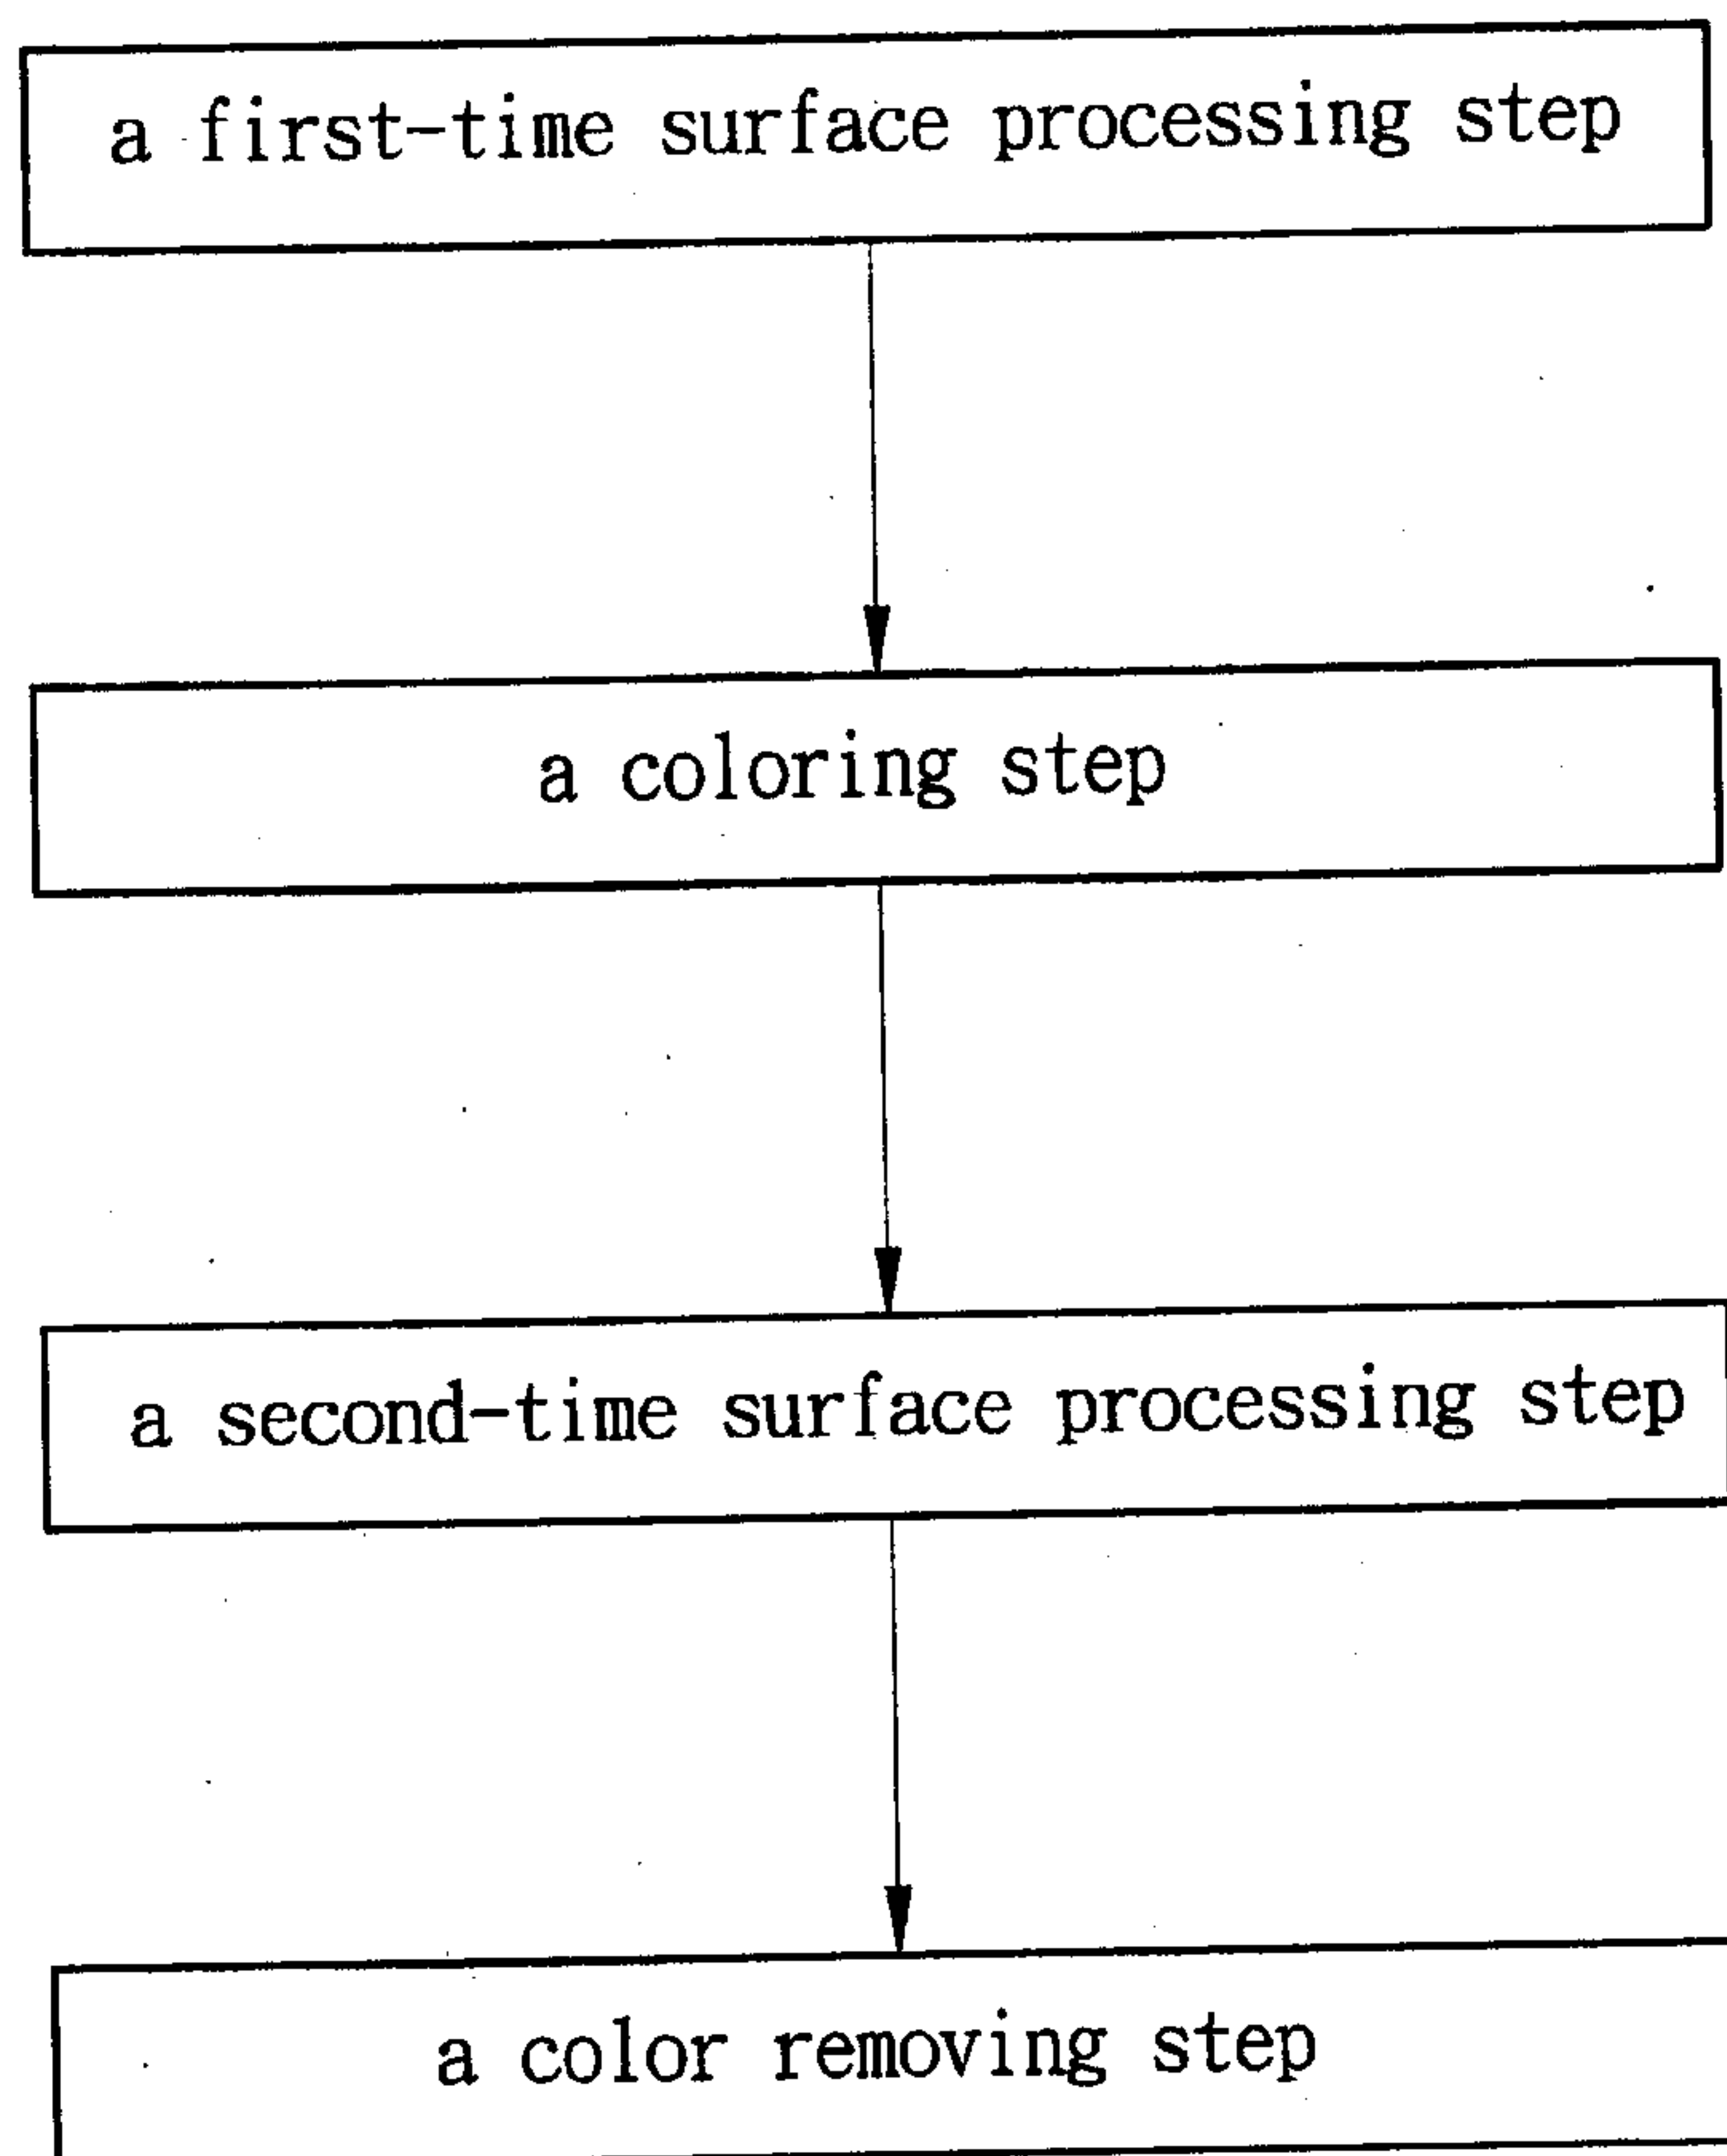 a first-time surface processing step
a coloring step
a second-time surface processing step
a color removing step